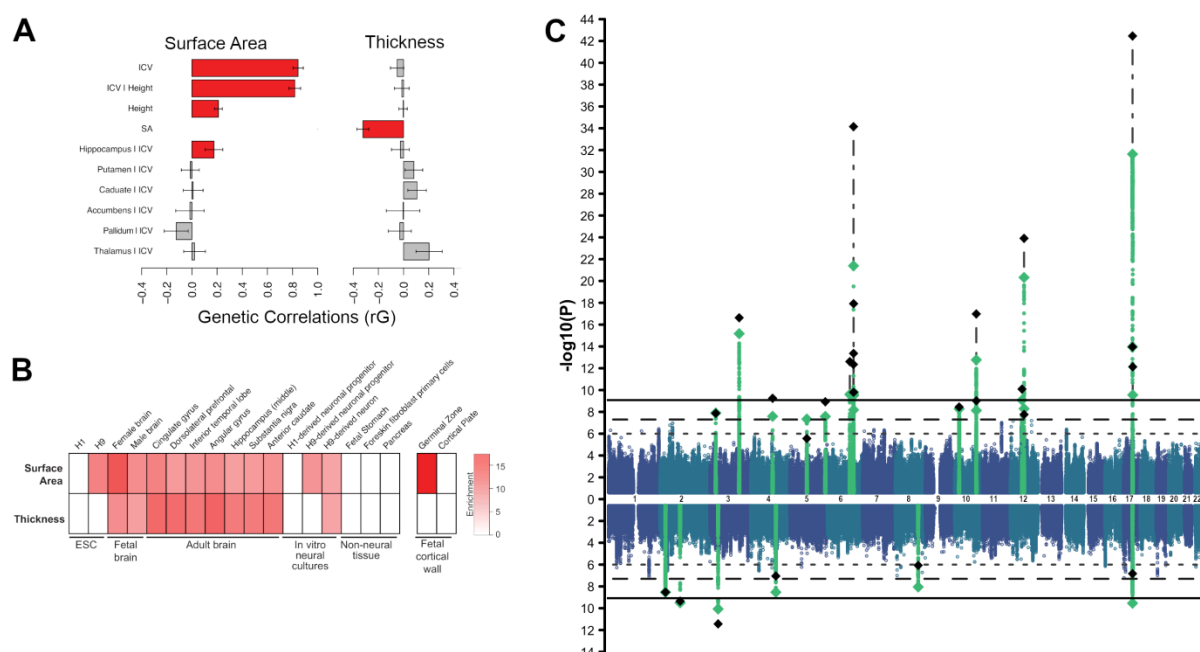 A
Surface Area
Thickness
ICV
ICV I Height
Height
SA
Hippocampus I ICV
Putamen I ICV
Caduate I ICV
Accumbens I ICV
Pallidum I ICV
Thalamus I ICV
-0.4 -0.2 0.0 0.2 0.4 0.6 0.8 1.0
-0.4 -0.2 0.0 0.2 0.4
Genetic Correlations (rG)
B
H1
H9
Female brain
Male brain
Cingulate gyrus
Dorsolateral prefrontal
Inferior temporal lobe
Angular gyrus
Hippocampus (middle)
Substantia nigra
Anterior caudate
H1-derived neuronal progenitor
H9-derived neuronal progenitor
H9-derived neuron
Fetal Stomach
Foreskin fibroblast primary cells
Pancreas
Germinal Zone
Cortical Plate
Surface
Area
Thickness
ESC
Fetal
brain
Adult brain
In vitro
neural
cultures
Non-neural
tissue
Fetal
cortical
wall
Enrichment
15
10
5
0
C
-log10(P)
44
42
40
38
36
34
32
30
28
26
24
22
20
18
16
14
12
10
8
6
4
2
0
1 2 3 4 5 6 7 8 9 10 11 12 13 14 15 16 17 18 19 20 21 22
2
4
6
8
10
12
14